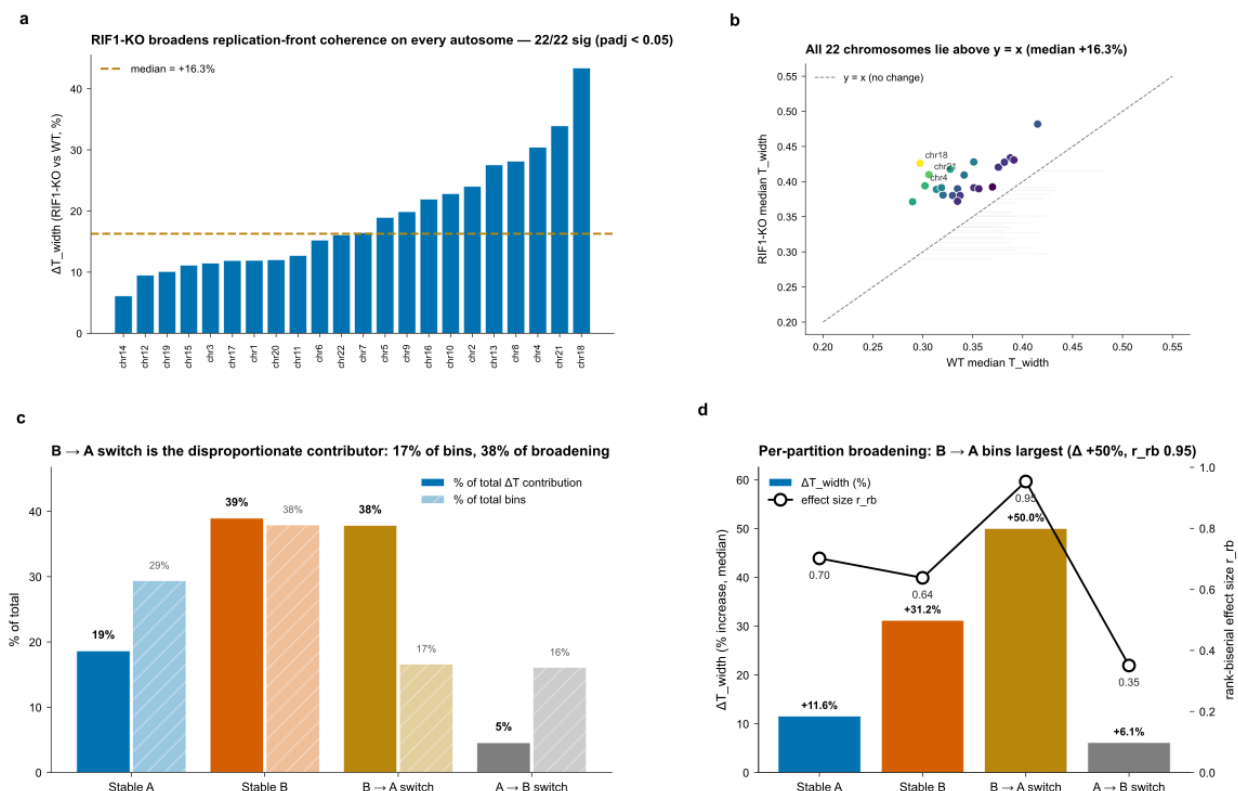 a
RIF1-KO broadens replication-front coherence on every autosome — 22/22 sig (padj < 0.05)
median = +16.3%
ΔT_width (RIF1-KO vs WT, %)
40
30
20
10
0
chr14
chr12
chr19
chr15
chr3
chr17
chr1
chr20
chr11
chr6
chr22
chr7
chr5
chr9
chr16
chr10
chr2
chr13
chr8
chr4
chr21
chr18
b
All 22 chromosomes lie above y = x (median +16.3%)
y = x (no change)
RIF1-KO median T_width
0.55
0.50
0.45
0.40
0.35
0.30
0.25
0.20
chr18
chr21
chr4
0.20 0.25 0.30 0.35 0.40 0.45 0.50 0.55
WT median T_width
c
B → A switch is the disproportionate contributor: 17% of bins, 38% of broadening
% of total ΔT contribution
% of total bins
% of total
40
30
20
10
0
19%
29%
39%
38%
38%
17%
5%
16%
Stable A
Stable B
B → A switch
A → B switch
d
Per-partition broadening: B → A bins largest (Δ +50%, r_rb 0.95)
ΔT_width (%)
effect size r_rb
ΔT_width (% increase, median)
60
50
40
30
20
10
0
0.70
0.64
0.95
0.35
+11.6%
+31.2%
+50.0%
+6.1%
1.0
0.8
0.6
0.4
0.2
0.0
rank-biserial effect size r_rb
Stable A
Stable B
B → A switch
A → B switch